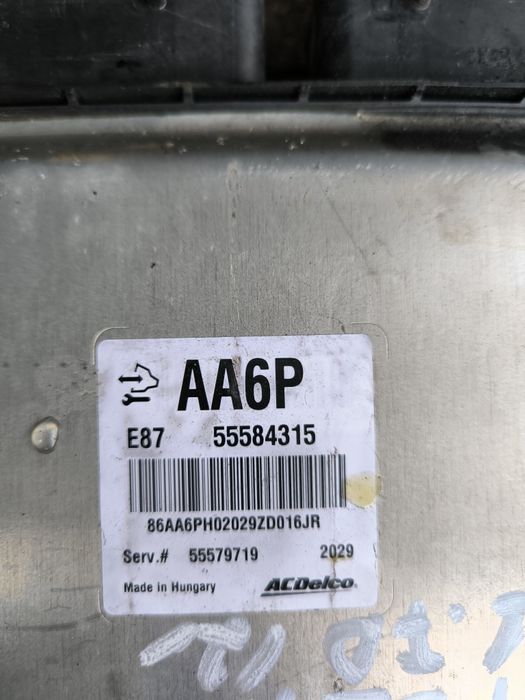 AA6P
E87 55584315
86AA6PH02029ZD016JR
Serv.# 55579719 2029
Made in Hungary ACDelco